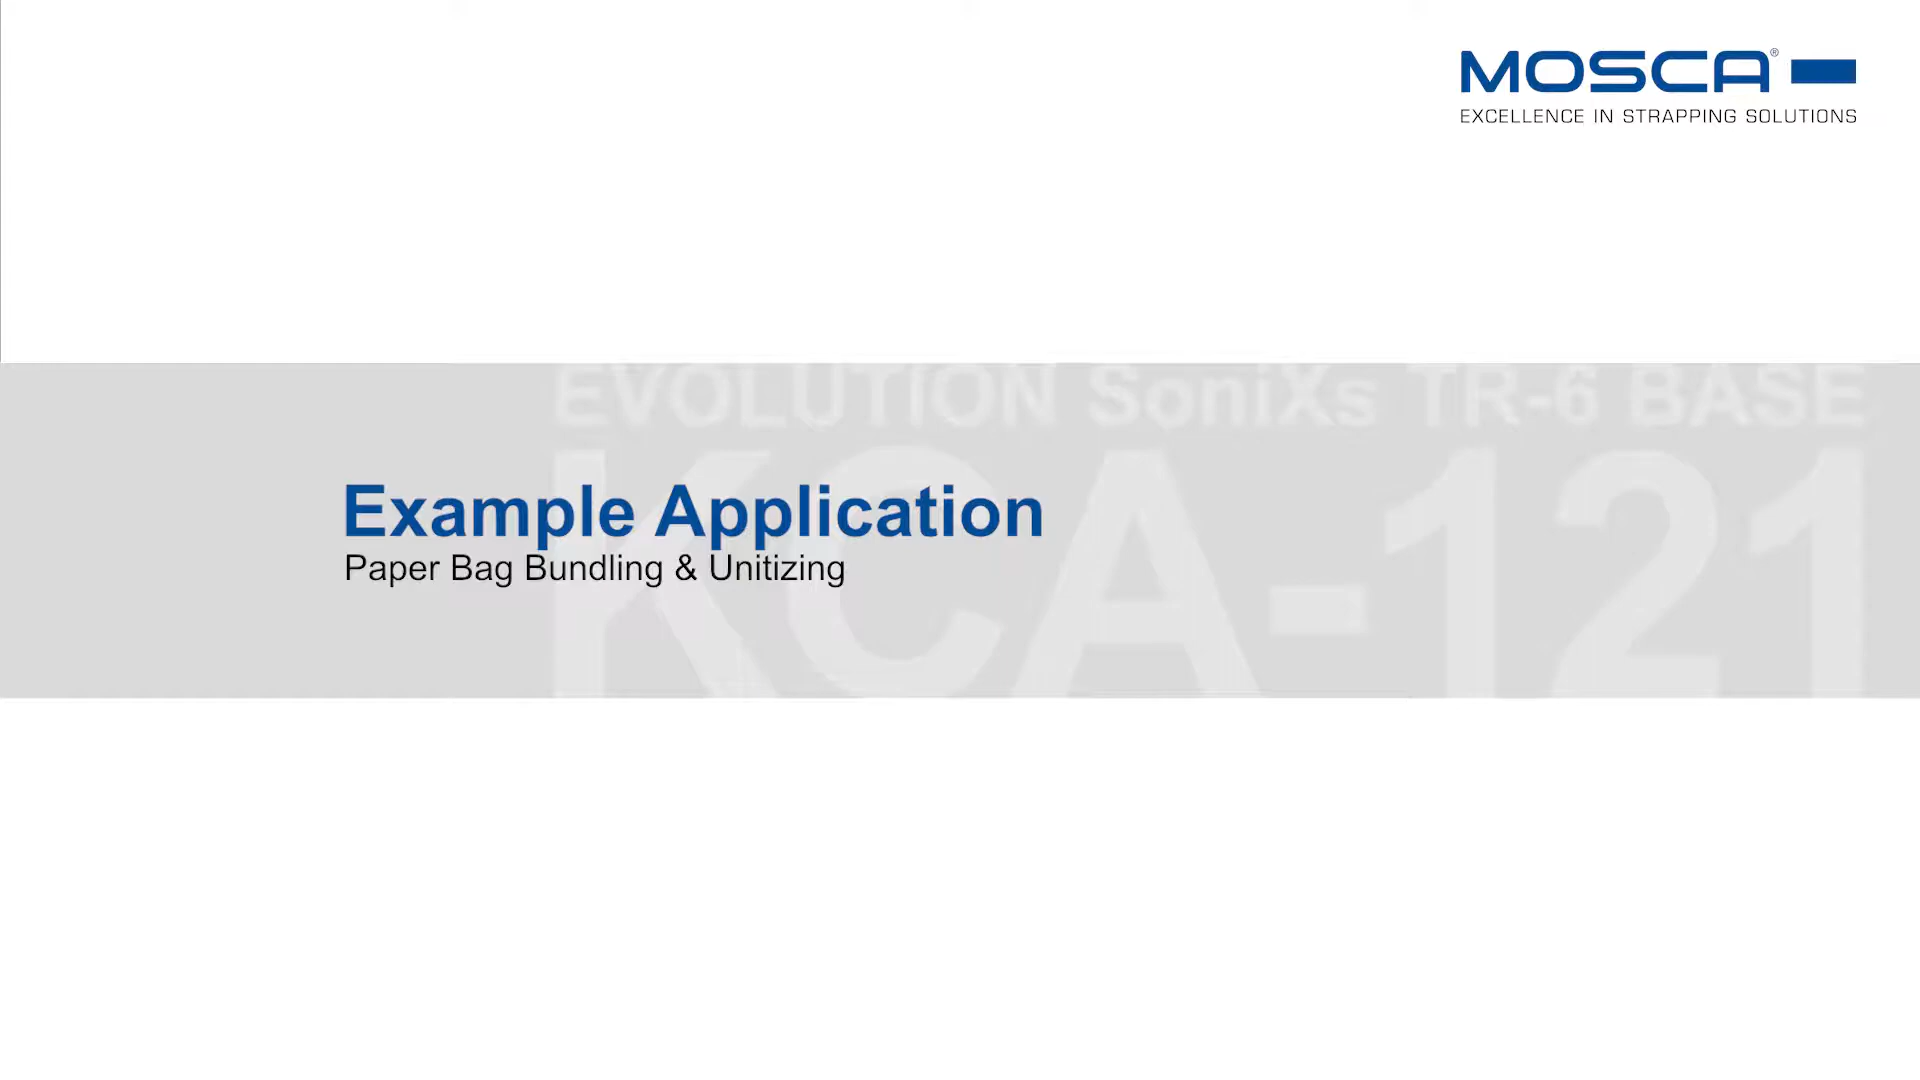 MOSCA®
EXCELLENCE IN STRAPPING SOLUTIONS
EVOLUTION SoniXs TR-6 BASE
KCA-121
Example Application
Paper Bag Bundling & Unitizing